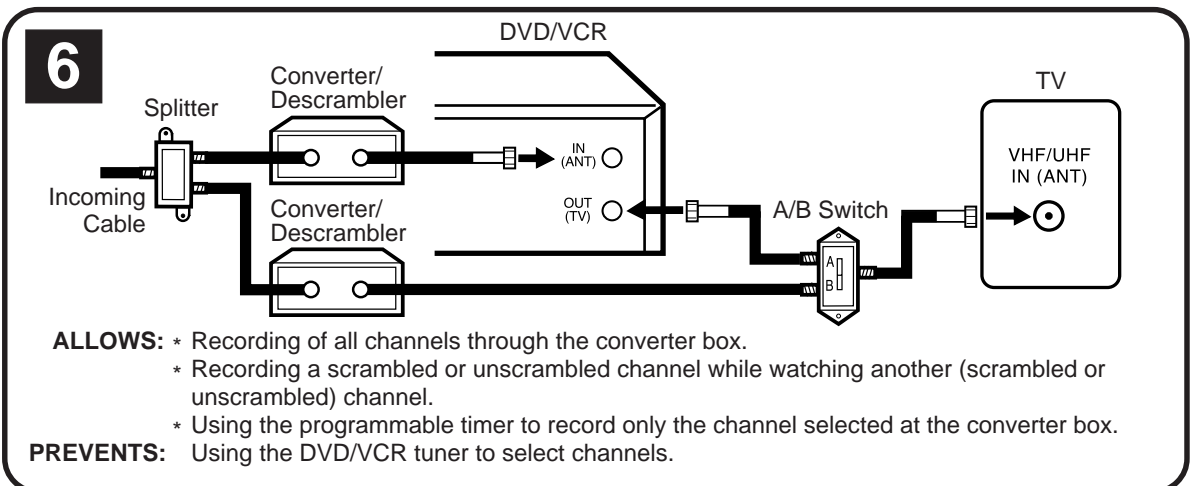 6
DVD/VCR
Converter/
Descrambler
TV
Splitter
IN
(ANT)
VHF/UHF
IN (ANT)
Incoming
Cable
Converter/
Descrambler
OUT
(TV)
A/B Switch
A
B
ALLOWS: * Recording of all channels through the converter box.
* Recording a scrambled or unscrambled channel while watching another (scrambled or
unscrambled) channel.
* Using the programmable timer to record only the channel selected at the converter box.
PREVENTS: Using the DVD/VCR tuner to select channels.